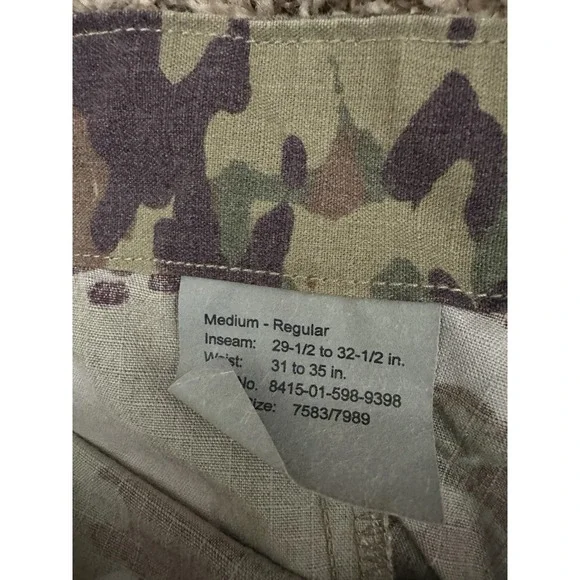 Medium - Regular
Inseam: 29-1/2 to 32-1/2 in.
Waist: 31 to 35 in.
No. 8415-01-598-9398
Size: 7583/7989